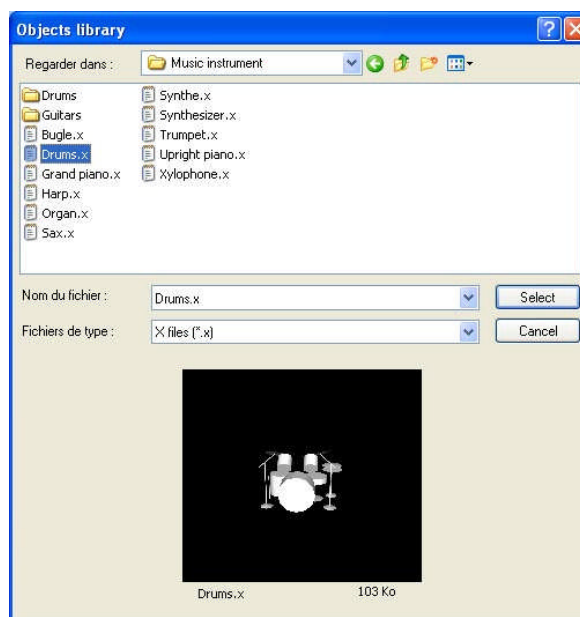 Objects library
Regarder dans : Music instrument
Drums Synthe.x
Guitars Synthesizer.x
Bugle.x Trumpet.x
Drums.x Upright piano.x
Grand piano.x Xylophone.x
Harp.x
Organ.x
Sax.x
Nom du fichier : Drums.x Select
Fichiers de type : X files (*.x) Cancel
Drums.x 103 Ko